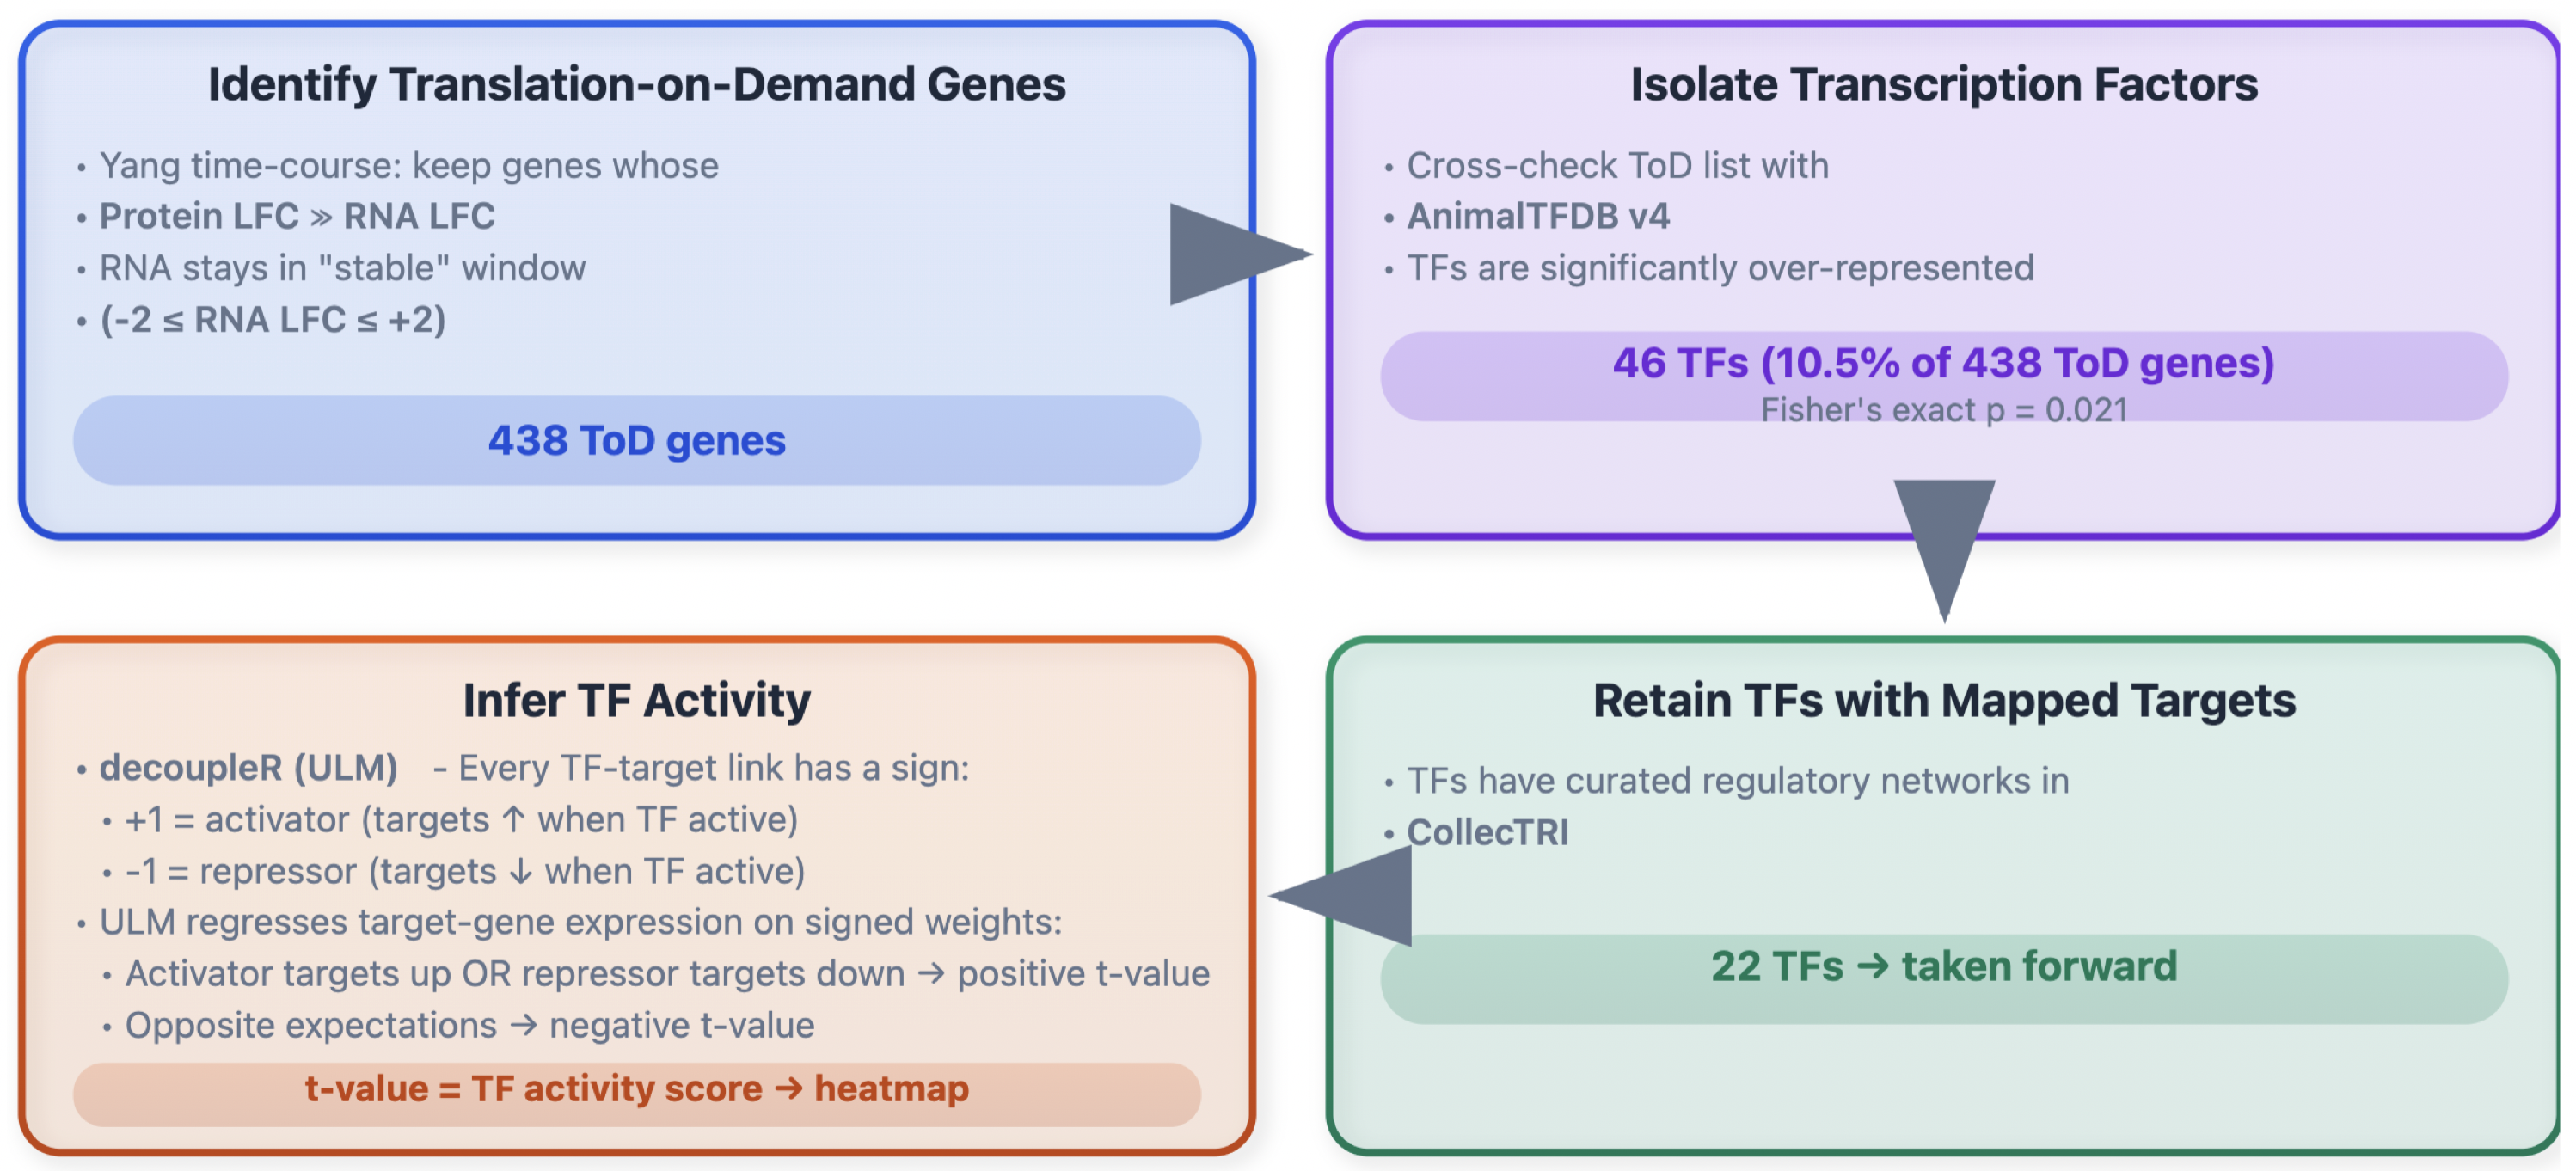 Identify Translation-on-Demand Genes
• Yang time-course: keep genes whose
• Protein LFC ≫ RNA LFC
• RNA stays in "stable" window
• (-2 ≤ RNA LFC ≤ +2)
438 ToD genes
Isolate Transcription Factors
• Cross-check ToD list with
• AnimalTFDB v4
• TFs are significantly over-represented
46 TFs (10.5% of 438 ToD genes)
Fisher's exact p = 0.021
Retain TFs with Mapped Targets
• TFs have curated regulatory networks in
• CollecTRI
22 TFs → taken forward
Infer TF Activity
• decoupleR (ULM) - Every TF-target link has a sign:
• +1 = activator (targets ↑ when TF active)
• -1 = repressor (targets ↓ when TF active)
• ULM regresses target-gene expression on signed weights:
• Activator targets up OR repressor targets down → positive t-value
• Opposite expectations → negative t-value
t-value = TF activity score → heatmap